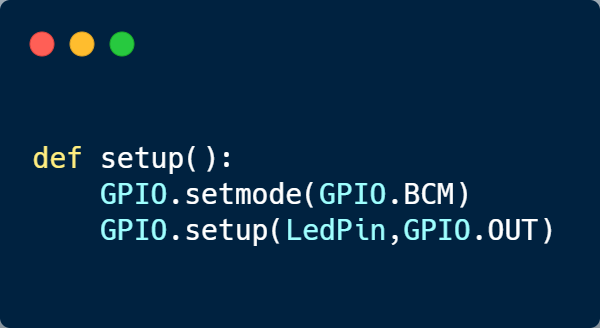 def setup():
    GPIO.setmode(GPIO.BCM)
    GPIO.setup(LedPin,GPIO.OUT)